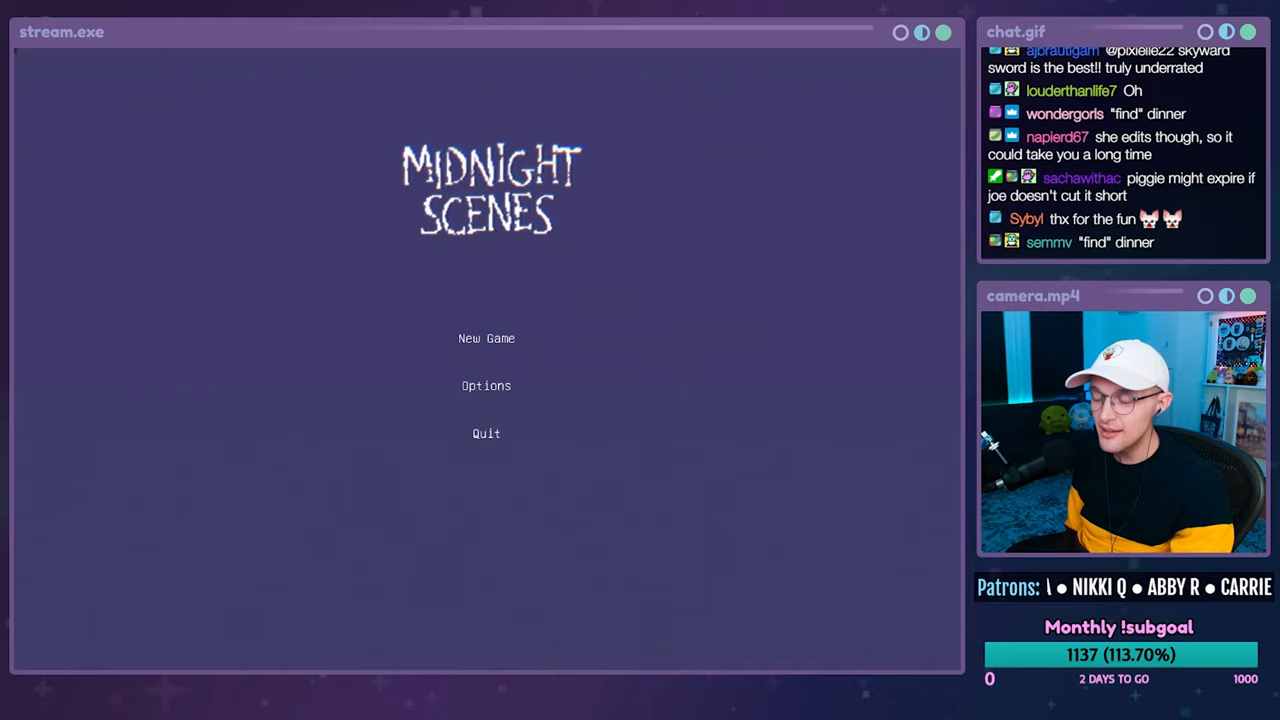 stream.exe
MIDNIGHT
SCENES
New Game
Options
Quit
chat.gif
ajbrautigam @pixielle22 skyward
sword is the best!! truly underrated
louderthanlife7 Oh
wondergorls "find" dinner
napierd67 she edits though, so it
could take you a long time
sachawithac piggie might expire if
joe doesn't cut it short
Sybyl thx for the fun
semmv "find" dinner
camera.mp4
Patrons: \ ● NIKKI Q ● ABBY R ● CARRIE
Monthly !subgoal
1137 (113.70%)
0 2 DAYS TO GO 1000